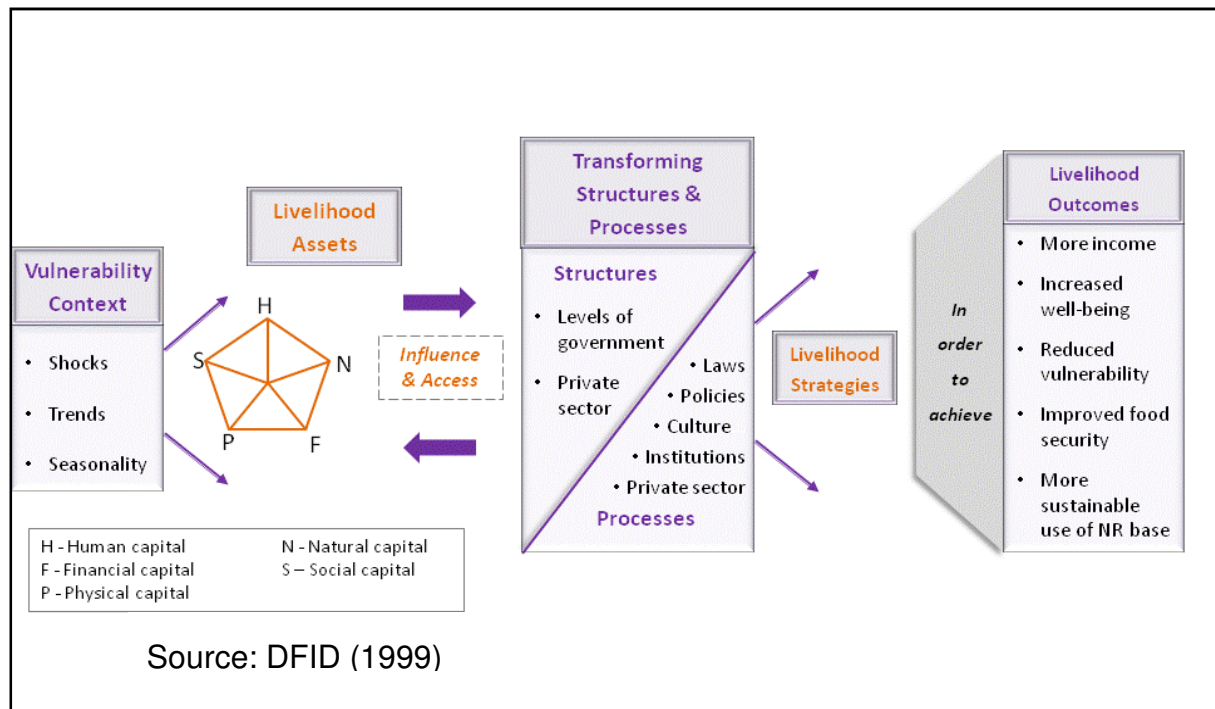 Vulnerability
Context
• Shocks
• Trends
• Seasonality
Livelihood
Assets
H
S
N
P
F
Influence
& Access
Transforming
Structures &
Processes
Structures
• Levels of
government
• Private
sector
• Laws
• Policies
• Culture
• Institutions
• Private sector
Processes
Livelihood
Strategies
In
order
to
achieve
Livelihood
Outcomes
• More income
• Increased
well-being
• Reduced
vulnerability
• Improved food
security
• More
sustainable
use of NR base
H - Human capital
F - Financial capital
P - Physical capital
N - Natural capital
S – Social capital
Source: DFID (1999)